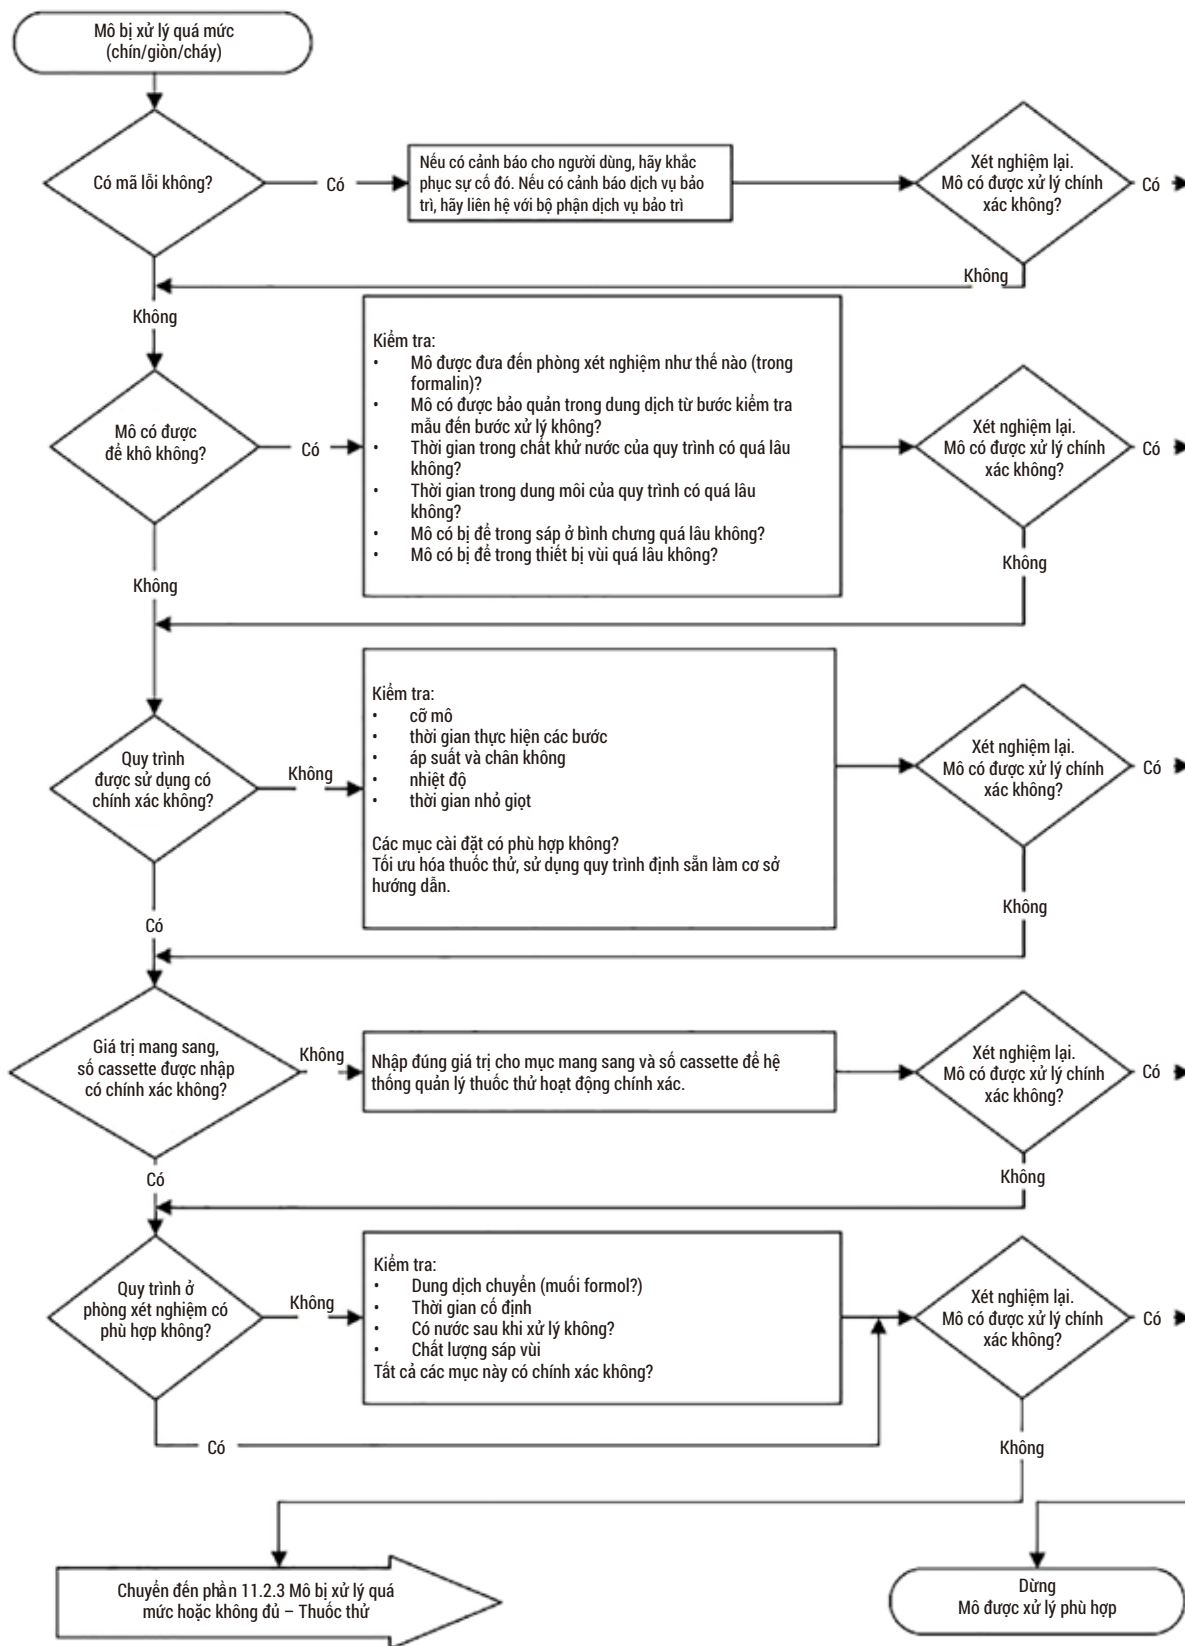 Mô bị xử lý quá mức
(chín/giòn/cháy)
Có mã lỗi không?
Có
Nếu có cảnh báo cho người dùng, hãy khắc
phục sự cố đó. Nếu có cảnh báo dịch vụ bảo
trì, hãy liên hệ với bộ phận dịch vụ bảo trì
Xét nghiệm lại.
Mô có được xử lý chính
xác không?
Có
Không
Không
Mô có được
để khô không?
Có
Kiểm tra:
• Mô được đưa đến phòng xét nghiệm như thế nào (trong
formalin)?
• Mô có được bảo quản trong dung dịch từ bước kiểm tra
mẫu đến bước xử lý không?
• Thời gian trong chất khử nước của quy trình có quá lâu
không?
• Thời gian trong dung môi của quy trình có quá lâu
không?
• Mô có bị để trong sáp ở bình chưng quá lâu không?
• Mô có bị để trong thiết bị vùi quá lâu không?
Xét nghiệm lại.
Mô có được xử lý chính
xác không?
Có
Không
Không
Quy trình
được sử dụng có
chính xác không?
Không
Kiểm tra:
• cỡ mô
• thời gian thực hiện các bước
• áp suất và chân không
• nhiệt độ
• thời gian nhỏ giọt
Các mục cài đặt có phù hợp không?
Tối ưu hóa thuốc thử, sử dụng quy trình định sẵn làm cơ sở
hướng dẫn.
Xét nghiệm lại.
Mô có được xử lý chính
xác không?
Có
Không
Có
Giá trị mang sang,
số cassette được nhập
có chính xác không?
Không
Nhập đúng giá trị cho mục mang sang và số cassette để hệ
thống quản lý thuốc thử hoạt động chính xác.
Xét nghiệm lại.
Mô có được xử lý chính
xác không?
Có
Không
Có
Quy trình ở
phòng xét nghiệm có
phù hợp không?
Không
Kiểm tra:
• Dung dịch chuyển (muối formol?)
• Thời gian cố định
• Có nước sau khi xử lý không?
• Chất lượng sáp vùi
Tất cả các mục này có chính xác không?
Xét nghiệm lại.
Mô có được xử lý chính
xác không?
Có
Có
Không
Chuyển đến phần 11.2.3 Mô bị xử lý quá
mức hoặc không đủ – Thuốc thử
Dừng
Mô được xử lý phù hợp